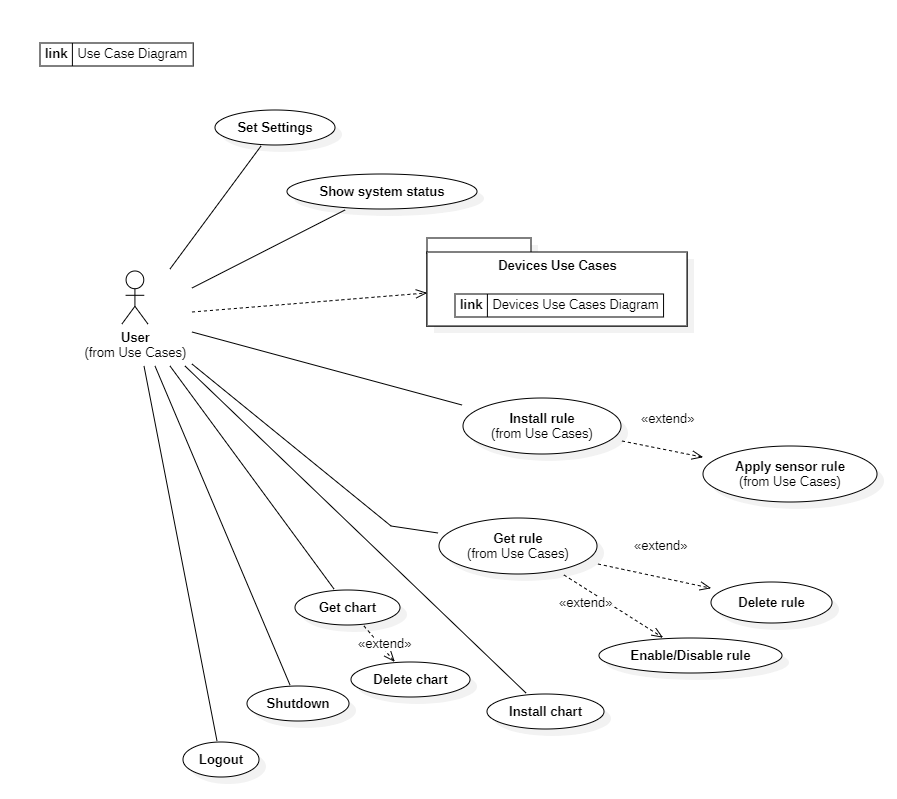 link Use Case Diagram
Set Settings
Show system status
Devices Use Cases
link Devices Use Cases Diagram
User
(from Use Cases)
Install rule
(from Use Cases)
«extend»
Apply sensor rule
(from Use Cases)
Get rule
(from Use Cases)
«extend»
«extend»
Delete rule
Enable/Disable rule
Get chart
«extend»
Delete chart
Install chart
Shutdown
Logout